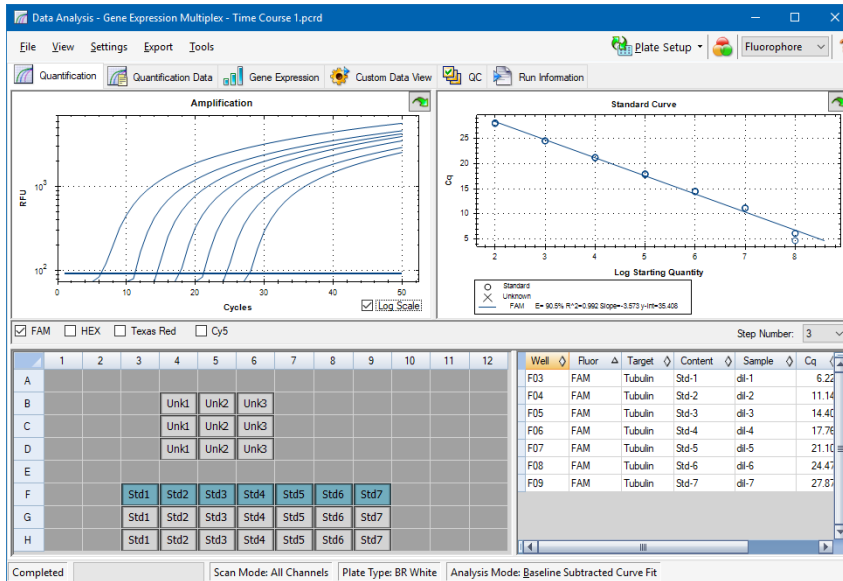 Data Analysis - Gene Expression Multiplex - Time Course 1.pcrd
File View Settings Export Tools
Plate Setup
Fluorophore
Quantification Quantification Data Gene Expression Custom Data View QC Run Information
Amplification
RFU
10³
10²
0 10 20 30 40 50
Cycles
Log Scale
Standard Curve
Cq
25
20
15
10
5
2 3 4 5 6 7 8
Log Starting Quantity
Standard
Unknown
FAM E= 90.5% R^2=0.992 Slope=-3.573 y-int=35.408
FAM HEX Texas Red Cy5
Step Number: 3
1 2 3 4 5 6 7 8 9 10 11 12
A
B Unk1 Unk2 Unk3
C Unk1 Unk2 Unk3
D Unk1 Unk2 Unk3
E
F Std1 Std2 Std3 Std4 Std5 Std6 Std7
G Std1 Std2 Std3 Std4 Std5 Std6 Std7
H Std1 Std2 Std3 Std4 Std5 Std6 Std7
Well Fluor Target Content Sample Cq
F03 FAM Tubulin Std-1 dil-1 6.22
F04 FAM Tubulin Std-2 dil-2 11.14
F05 FAM Tubulin Std-3 dil-3 14.40
F06 FAM Tubulin Std-4 dil-4 17.76
F07 FAM Tubulin Std-5 dil-5 21.10
F08 FAM Tubulin Std-6 dil-6 24.47
F09 FAM Tubulin Std-7 dil-7 27.87
Completed
Scan Mode: All Channels Plate Type: BR White Analysis Mode: Baseline Subtracted Curve Fit